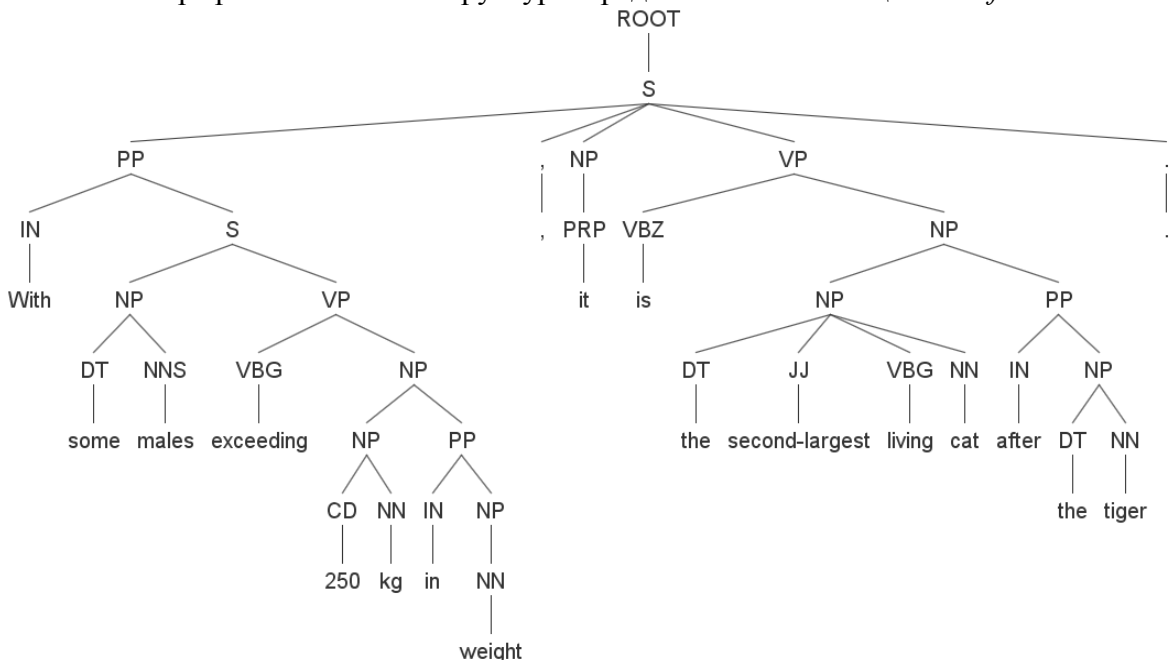 ROOT
S
PP , NP VP .
IN S , PRP VBZ NP .
With NP VP it is NP PP
DT NNS VBG NP DT JJ VBG NN IN NP
some males exceeding NP PP the second-largest living cat after DT NN
CD NN IN NP the tiger
250 kg in NN
weight